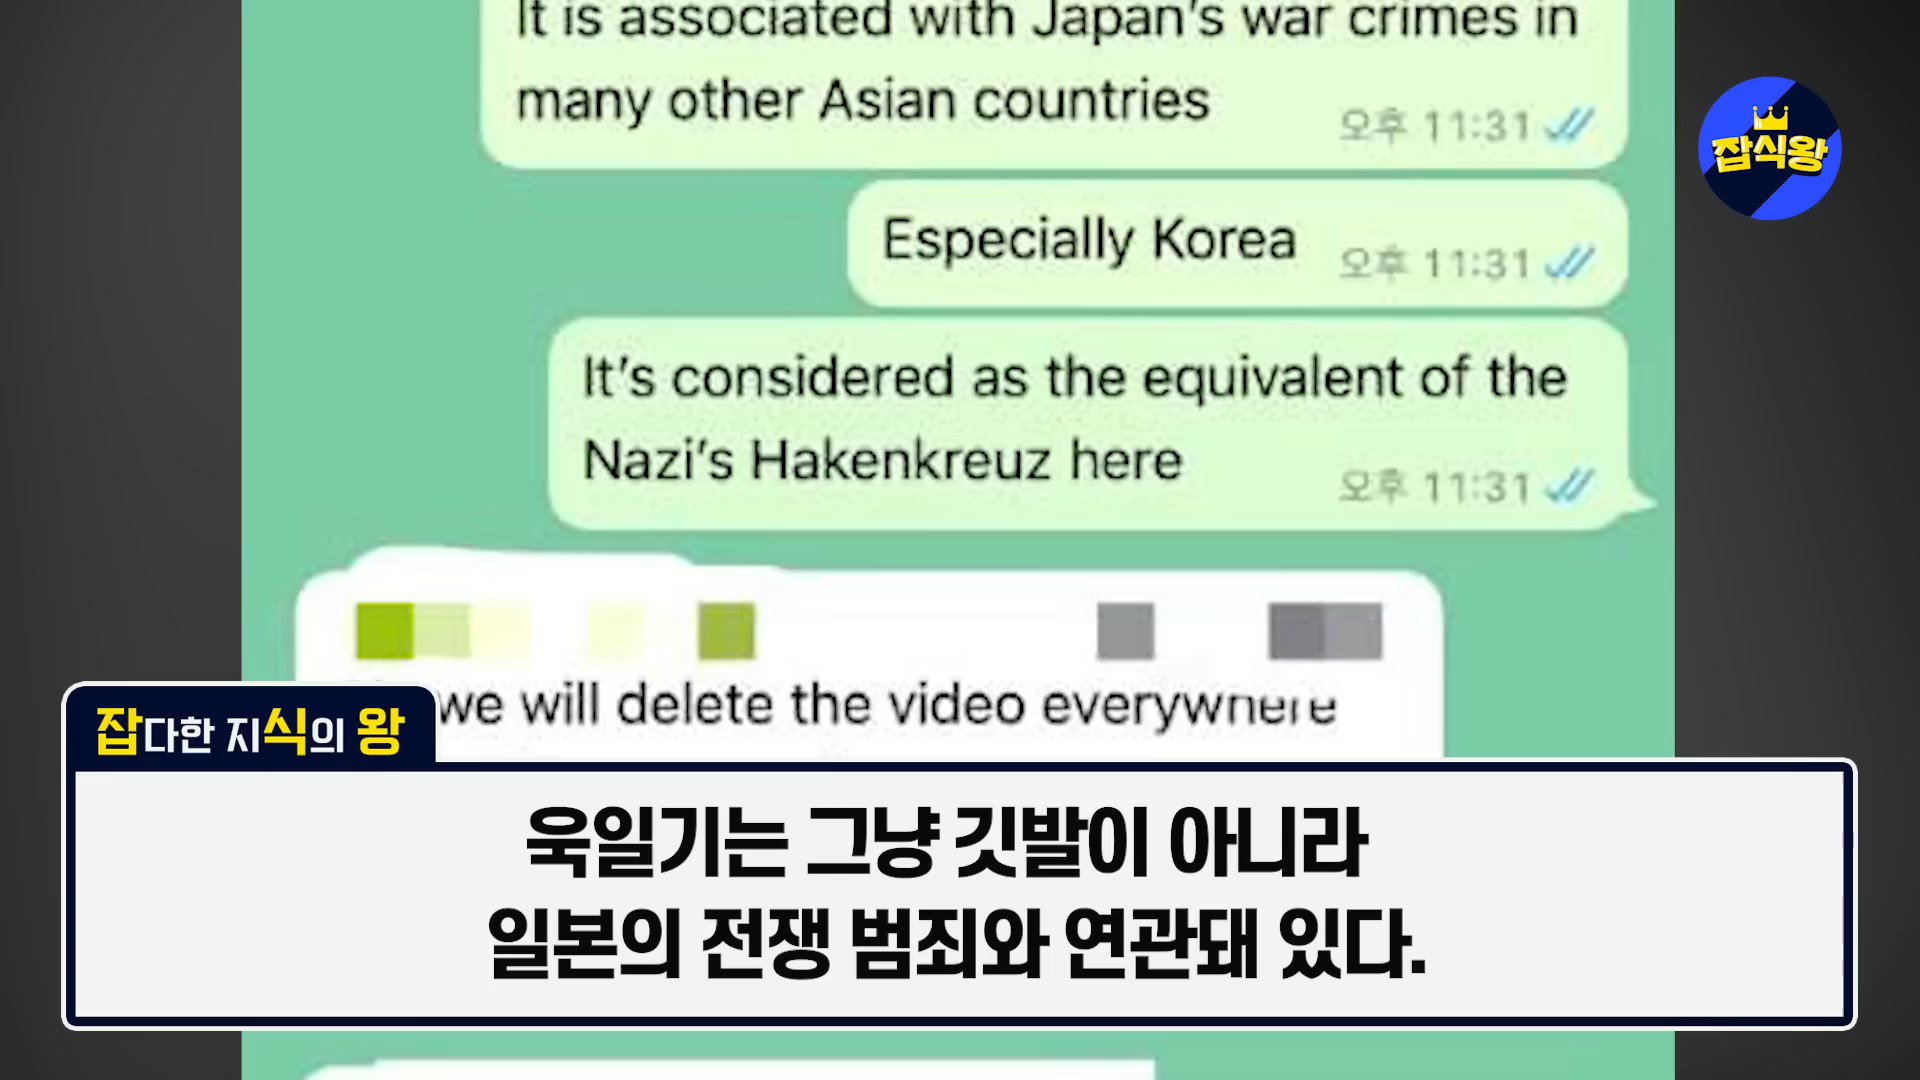 It is associated with Japan's war crimes in
many other Asian countries
오후 11:31
잡식왕
Especially Korea
오후 11:31
It's considered as the equivalent of the
Nazi's Hakenkreuz here
오후 11:31
we will delete the video everywhere
잡다한 지식의 왕
욱일기는 그냥 깃발이 아니라
일본의 전쟁 범죄와 연관돼 있다.